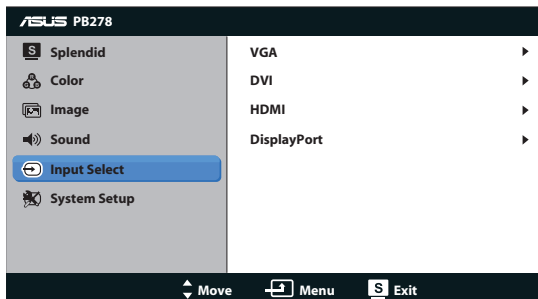 ASUS PB278
S Splendid
Color
Image
Sound
Input Select
System Setup
VGA
DVI
HDMI
DisplayPort
Move Menu S Exit